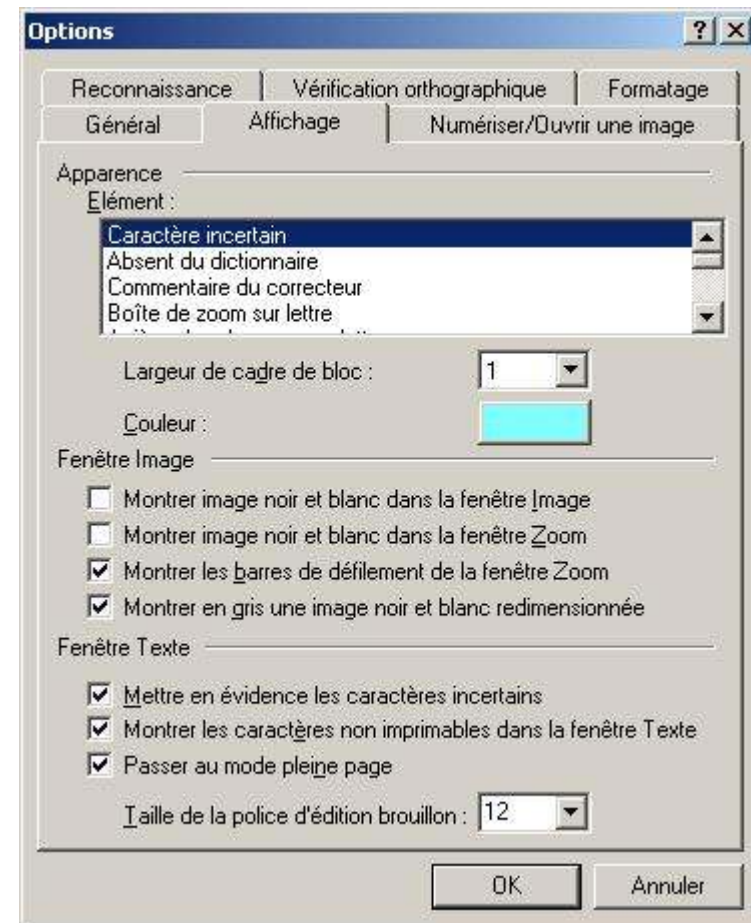 Options
Reconnaissance Vérification orthographique Formatage
Général Affichage Numériser/Ouvrir une image
Apparence
Elément :
Caractère incertain
Absent du dictionnaire
Commentaire du correcteur
Boîte de zoom sur lettre
Largeur de cadre de bloc : 1
Couleur :
Fenêtre Image
Montrer image noir et blanc dans la fenêtre Image
Montrer image noir et blanc dans la fenêtre Zoom
Montrer les barres de défilement de la fenêtre Zoom
Montrer en gris une image noir et blanc redimensionnée
Fenêtre Texte
Mettre en évidence les caractères incertains
Montrer les caractères non imprimables dans la fenêtre Texte
Passer au mode pleine page
Taille de la police d'édition brouillon : 12
OK Annuler